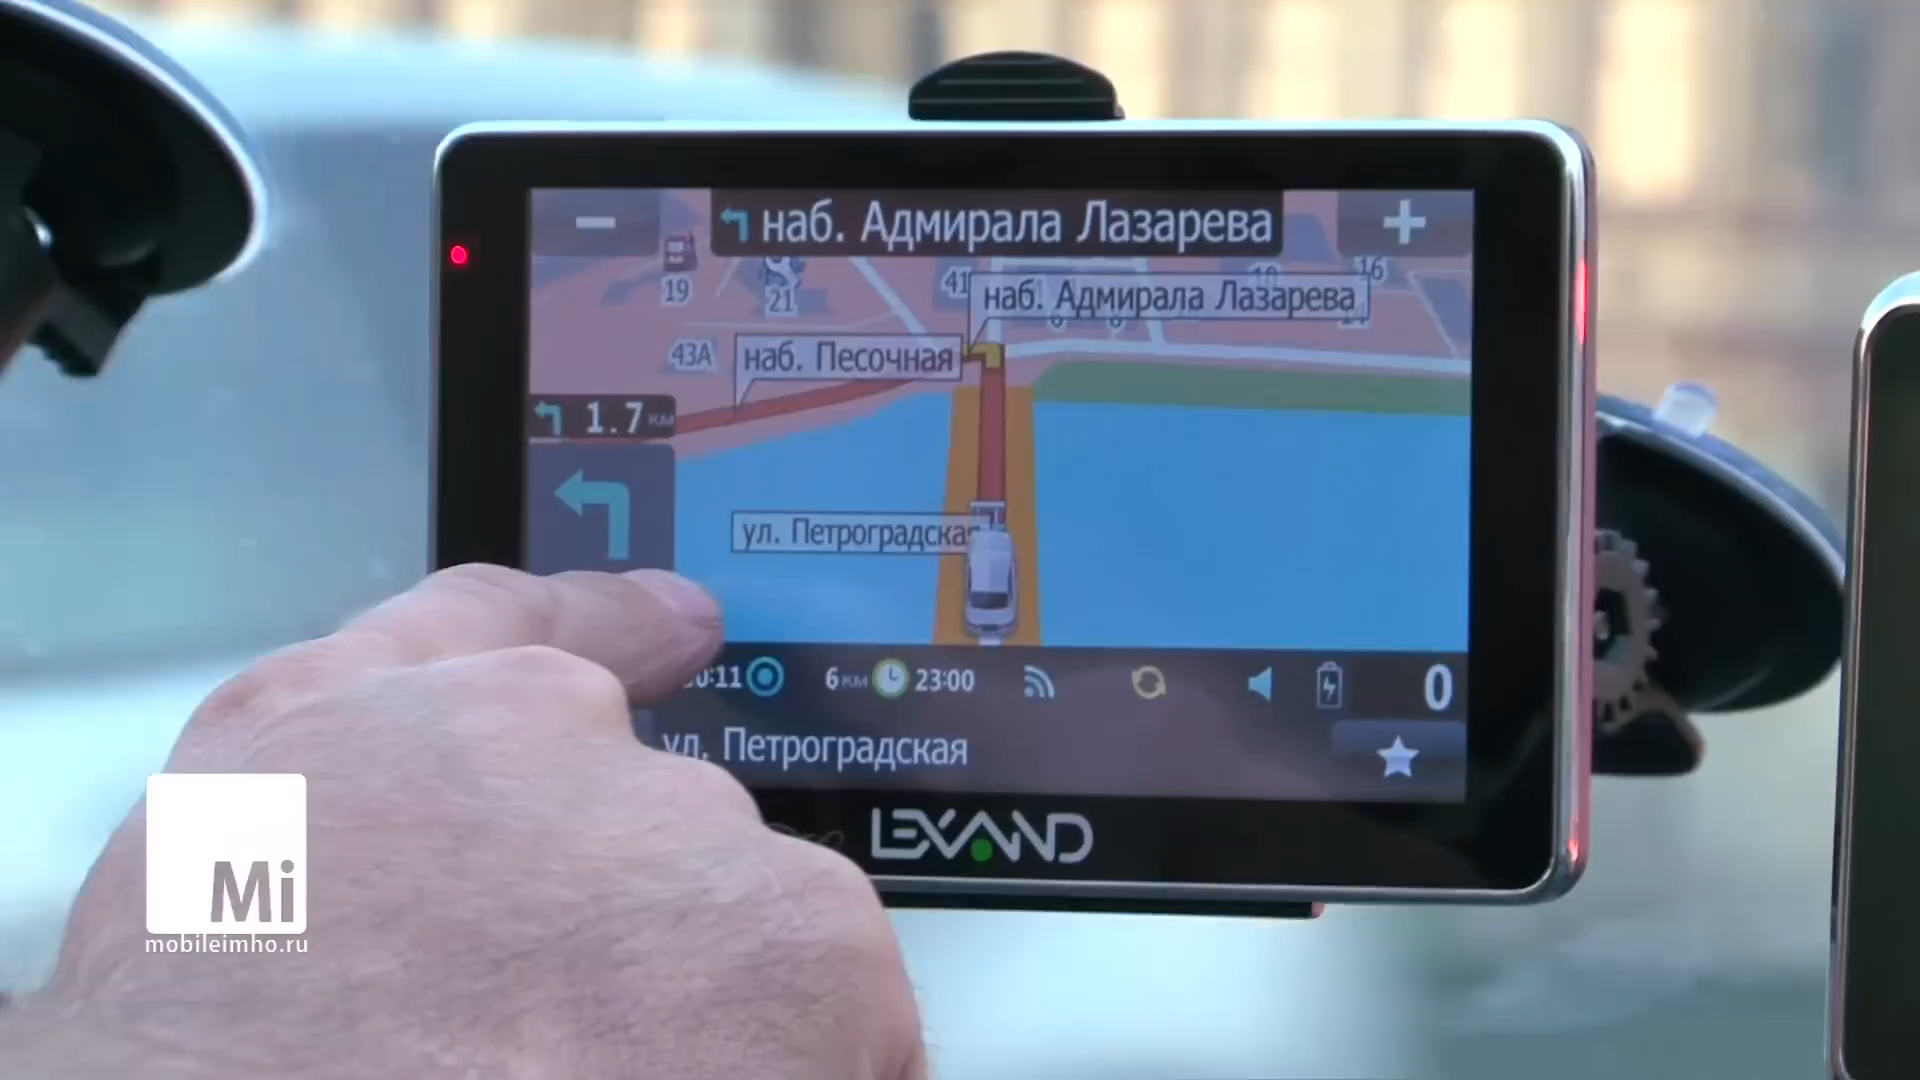 наб. Адмирала Лазарева
19
21
41
16
наб. Адмирала Лазарева
43А
наб. Песочная
1.7 км
ул. Петроградская
6 км
23:00
0
ул. Петроградская
LEXAND
Mi
mobileimho.ru